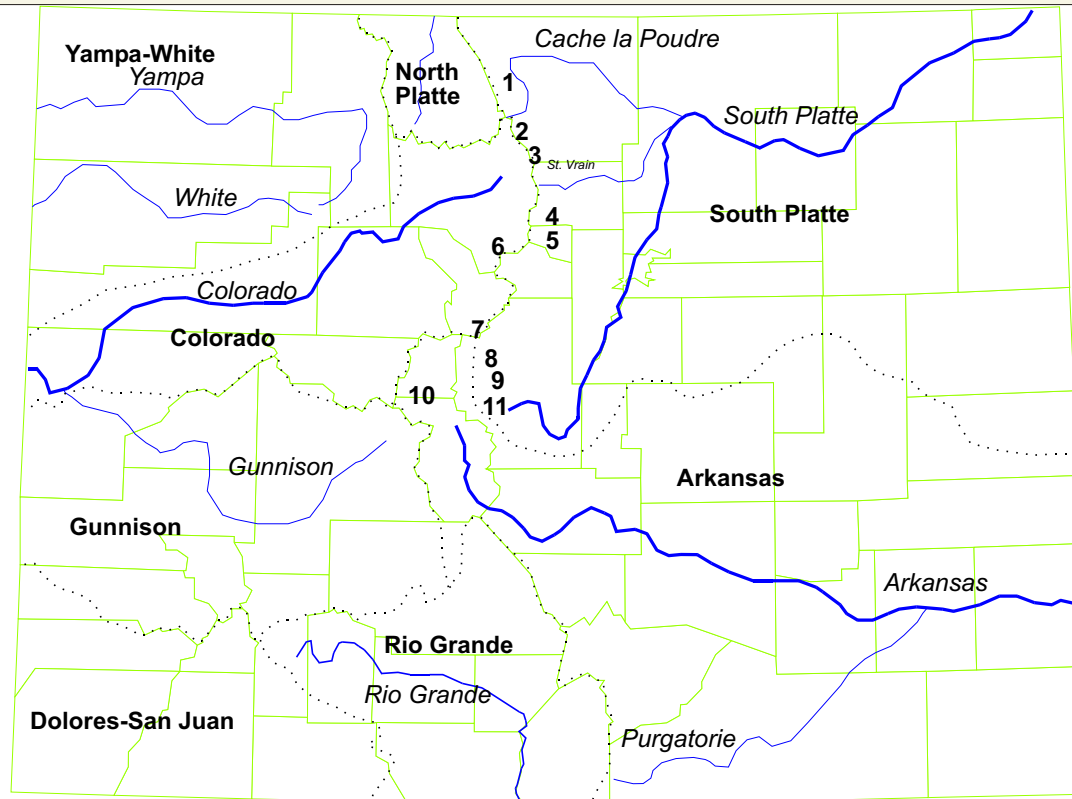 Cache la Poudre
Yampa-White
Yampa
North
Platte
1
South Platte
2
3
St. Vrain
White
South Platte
4
5
6
Colorado
7
Colorado
8
9
10
11
Gunnison
Arkansas
Gunnison
Arkansas
Rio Grande
Rio Grande
Dolores-San Juan
Purgatorie